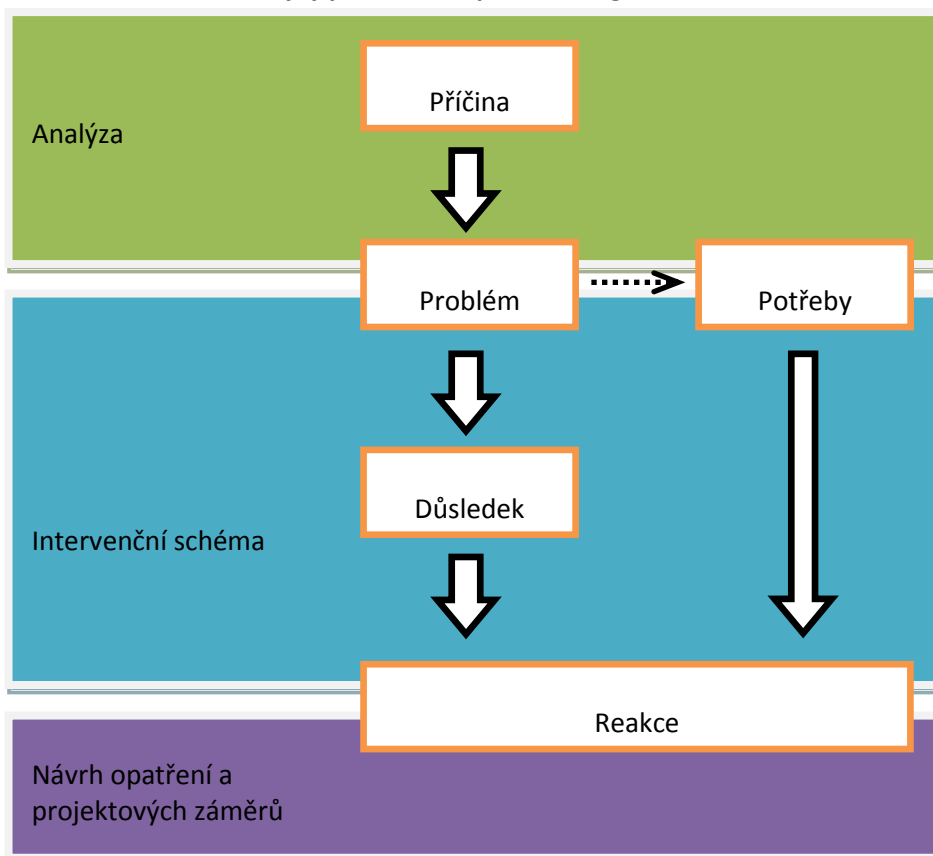 Příčina
Analýza
Problém
Potřeby
Důsledek
Intervenční schéma
Reakce
Návrh opatření a
projektových záměrů